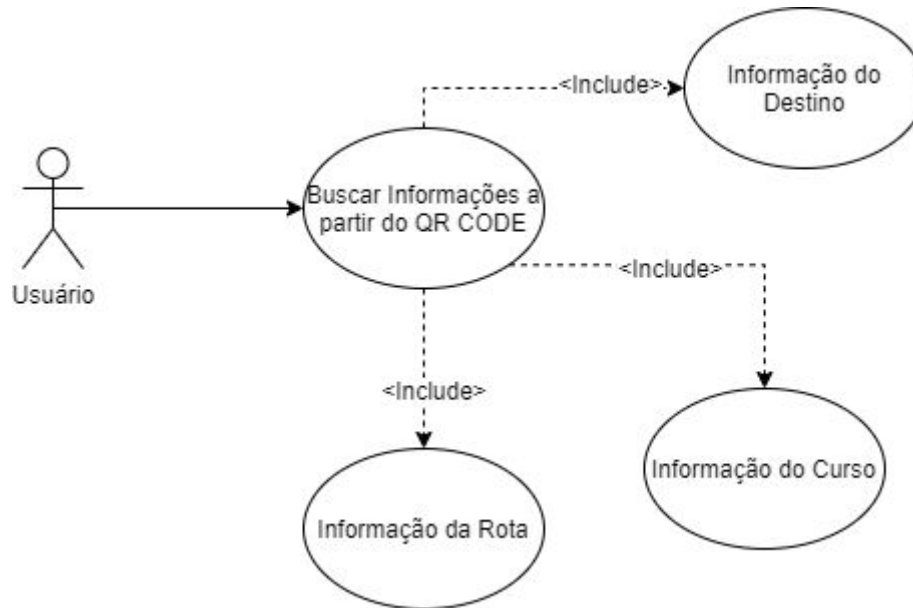 Informação do
Destino
<Include>
Buscar Informações a
partir do QR CODE
Usuário
<Include>
<Include>
Informação do Curso
Informação da Rota